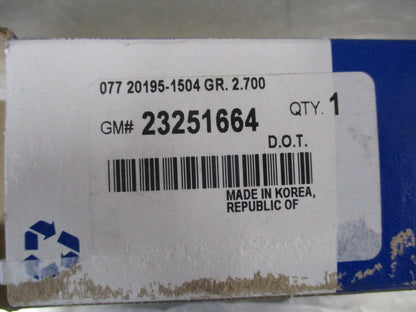 077 20195-1504 GR. 2.700
GM# 23251664 QTY. 1
D.O.T.
MADE IN KOREA,
REPUBLIC OF